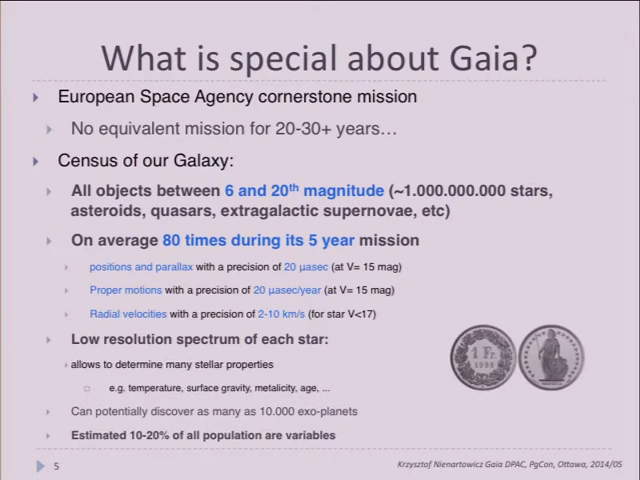 What is special about Gaia?
European Space Agency cornerstone mission
No equivalent mission for 20-30+ years…
Census of our Galaxy:
All objects between 6 and 20th magnitude (~1.000.000.000 stars,
asteroids, quasars, extragalactic supernovae, etc)
On average 80 times during its 5 year mission
positions and parallax with a precision of 20 µasec (at V= 15 mag)
Proper motions with a precision of 20 µasec/year (at V= 15 mag)
Radial velocities with a precision of 2-10 km/s (for star V<17)
Low resolution spectrum of each star:
allows to determine many stellar properties
e.g. temperature, surface gravity, metalicity, age, ...
1 Fr.
Can potentially discover as many as 10.000 exo-planets
Estimated 10-20% of all population are variables
5
Krzysztof Nienartowicz Gaia DPAC, PgCon, Ottawa, 2014/05